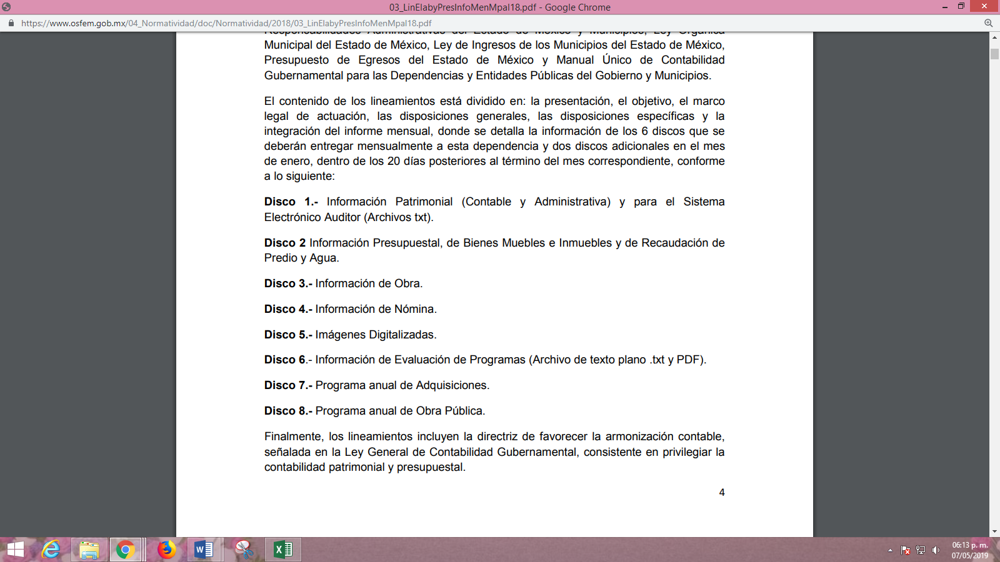 03_LinElabyPresInfoMenMpal18.pdf - Google Chrome
https://www.osfem.gob.mx/04_Normatividad/doc/Normatividad/2018/03_LinElabyPresInfoMenMpal18.pdf
Responsabilidades Administrativas del Estado de México y Municipios, Ley Orgánica
Municipal del Estado de México, Ley de Ingresos de los Municipios del Estado de México,
Presupuesto de Egresos del Estado de México y Manual Único de Contabilidad
Gubernamental para las Dependencias y Entidades Públicas del Gobierno y Municipios.
El contenido de los lineamientos está dividido en: la presentación, el objetivo, el marco
legal de actuación, las disposiciones generales, las disposiciones específicas y la
integración del informe mensual, donde se detalla la información de los 6 discos que se
deberán entregar mensualmente a esta dependencia y dos discos adicionales en el mes
de enero, dentro de los 20 días posteriores al término del mes correspondiente, conforme
a lo siguiente:
Disco 1.- Información Patrimonial (Contable y Administrativa) y para el Sistema
Electrónico Auditor (Archivos txt).
Disco 2 Información Presupuestal, de Bienes Muebles e Inmuebles y de Recaudación de
Predio y Agua.
Disco 3.- Información de Obra.
Disco 4.- Información de Nómina.
Disco 5.- Imágenes Digitalizadas.
Disco 6.- Información de Evaluación de Programas (Archivo de texto plano .txt y PDF).
Disco 7.- Programa anual de Adquisiciones.
Disco 8.- Programa anual de Obra Pública.
Finalmente, los lineamientos incluyen la directriz de favorecer la armonización contable,
señalada en la Ley General de Contabilidad Gubernamental, consistente en privilegiar la
contabilidad patrimonial y presupuestal.
4
06:13 p. m.
07/05/2019